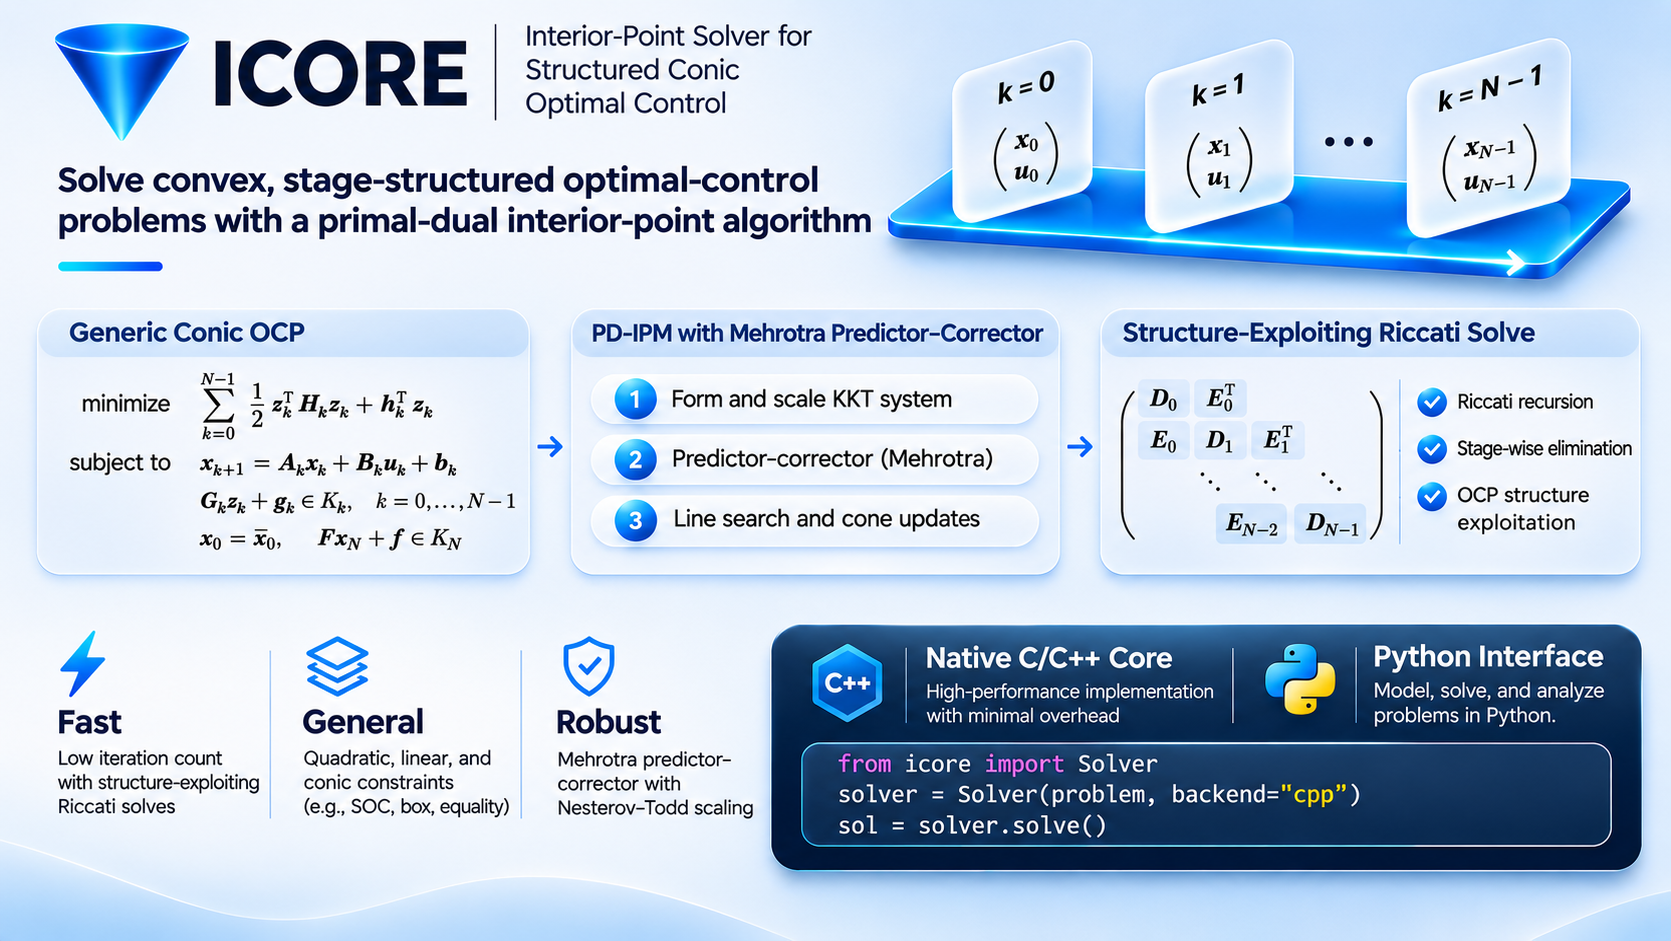 ICORE
Interior-Point Solver for
Structured Conic
Optimal Control
Solve convex, stage-structured optimal-control
problems with a primal-dual interior-point algorithm
k = 0
(x₀
u₀)
k = 1
(x₁
u₁)
•••
k = N − 1
(x_{N−1}
u_{N−1})
Generic Conic OCP
minimize ∑_{k=0}^{N−1} 1/2 z_k^T H_k z_k + h_k^T z_k
subject to x_{k+1} = A_k x_k + B_k u_k + b_k
G_k z_k + g_k ∈ K_k, k = 0,…,N−1
x₀ = x̄₀, Fx_N + f ∈ K_N
PD-IPM with Mehrotra Predictor–Corrector
1 Form and scale KKT system
2 Predictor–corrector (Mehrotra)
3 Line search and cone updates
Structure-Exploiting Riccati Solve
D₀ E₀^T
E₀ D₁ E₁^T
⋱ ⋱ ⋱
E_{N−2} D_{N−1}
Riccati recursion
Stage-wise elimination
OCP structure
exploitation
Fast
Low iteration count
with structure-exploiting
Riccati solves
General
Quadratic, linear, and
conic constraints
(e.g., SOC, box, equality)
Robust
Mehrotra predictor–
corrector with
Nesterov–Todd scaling
C++
Native C/C++ Core
High-performance implementation
with minimal overhead
Python Interface
Model, solve, and analyze
problems in Python.
from icore import Solver
solver = Solver(problem, backend="cpp”)
sol = solver.solve()